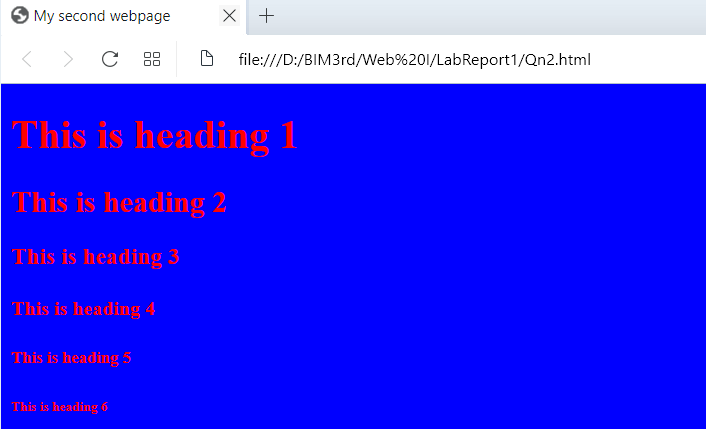 My second webpage
file:///D:/BIM3rd/Web%20I/LabReport1/Qn2.html
This is heading 1
This is heading 2
This is heading 3
This is heading 4
This is heading 5
This is heading 6